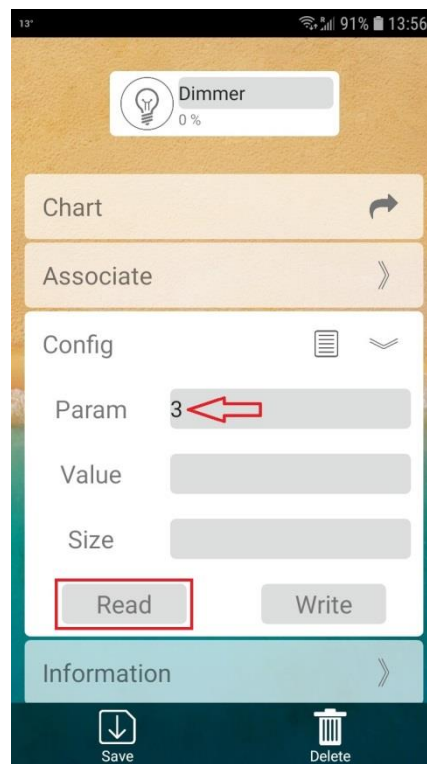 13°
R 91% 13:56
Dimmer
0 %
Chart
Associate
Config
Param 3
Value
Size
Read Write
Information
Save Delete